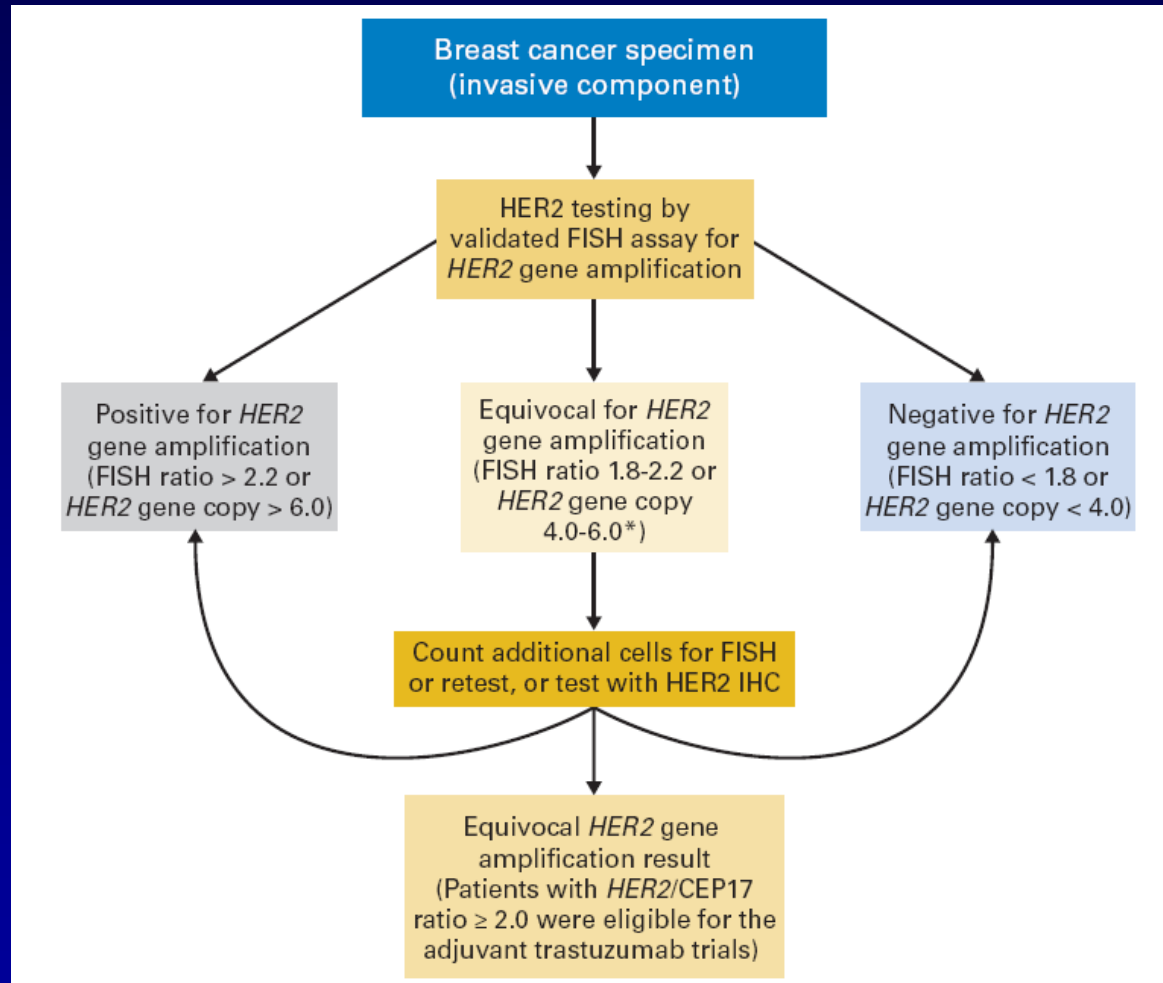 Breast cancer specimen
(invasive component)
HER2 testing by
validated FISH assay for
HER2 gene amplification
Positive for HER2
gene amplification
(FISH ratio > 2.2 or
HER2 gene copy > 6.0)
Equivocal for HER2
gene amplification
(FISH ratio 1.8-2.2 or
HER2 gene copy
4.0-6.0*)
Negative for HER2
gene amplification
(FISH ratio < 1.8 or
HER2 gene copy < 4.0)
Count additional cells for FISH
or retest, or test with HER2 IHC
Equivocal HER2 gene
amplification result
(Patients with HER2/CEP17
ratio ≥ 2.0 were eligible for the
adjuvant trastuzumab trials)